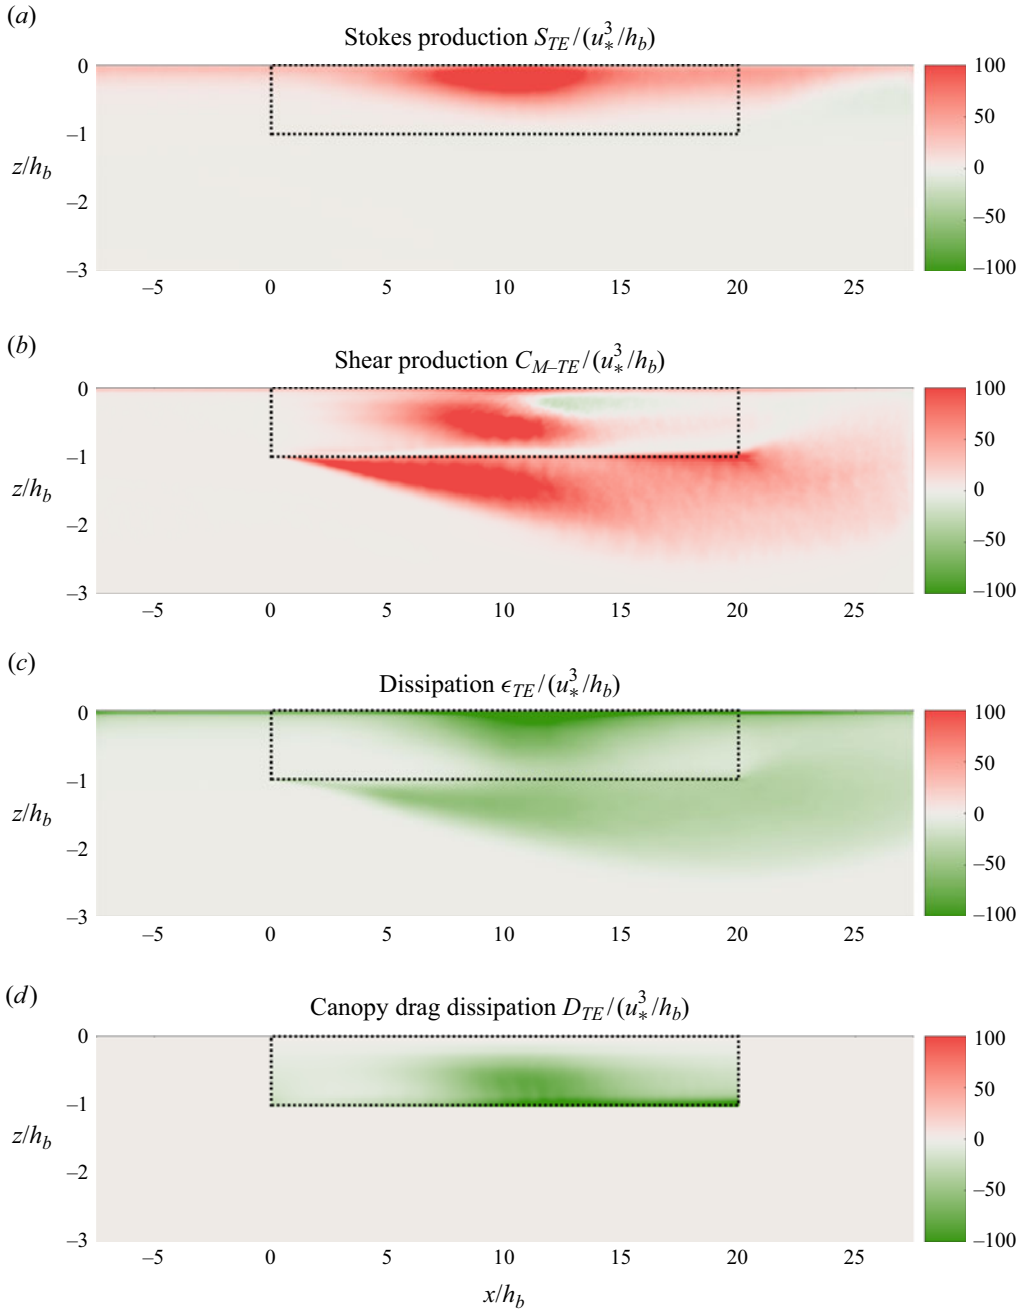 (a)
Stokes production S_TE/(u_*^3/h_b)
0
–1
–2
–3
z/h_b
–5 0 5 10 15 20 25
100
50
0
–50
–100
(b)
Shear production C_M–TE/(u_*^3/h_b)
0
–1
–2
–3
z/h_b
–5 0 5 10 15 20 25
100
50
0
–50
–100
(c)
Dissipation ϵ_TE/(u_*^3/h_b)
0
–1
–2
–3
z/h_b
–5 0 5 10 15 20 25
100
50
0
–50
–100
(d)
Canopy drag dissipation D_TE/(u_*^3/h_b)
0
–1
–2
–3
z/h_b
–5 0 5 10 15 20 25
x/h_b
100
50
0
–50
–100